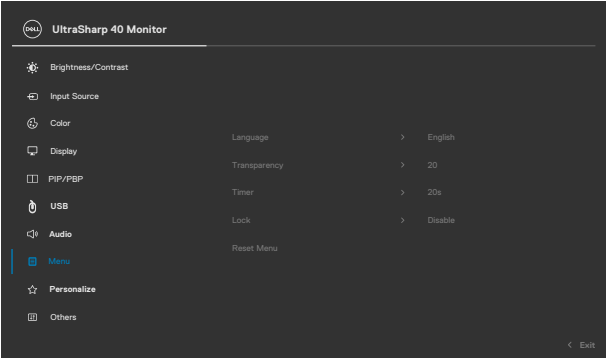 DELL UltraSharp 40 Monitor
Brightness/Contrast
Input Source
Color
Display
PIP/PBP
USB
Audio
Menu
Personalize
Others
Language > English
Transparency > 20
Timer > 20s
Lock > Disable
Reset Menu
< Exit